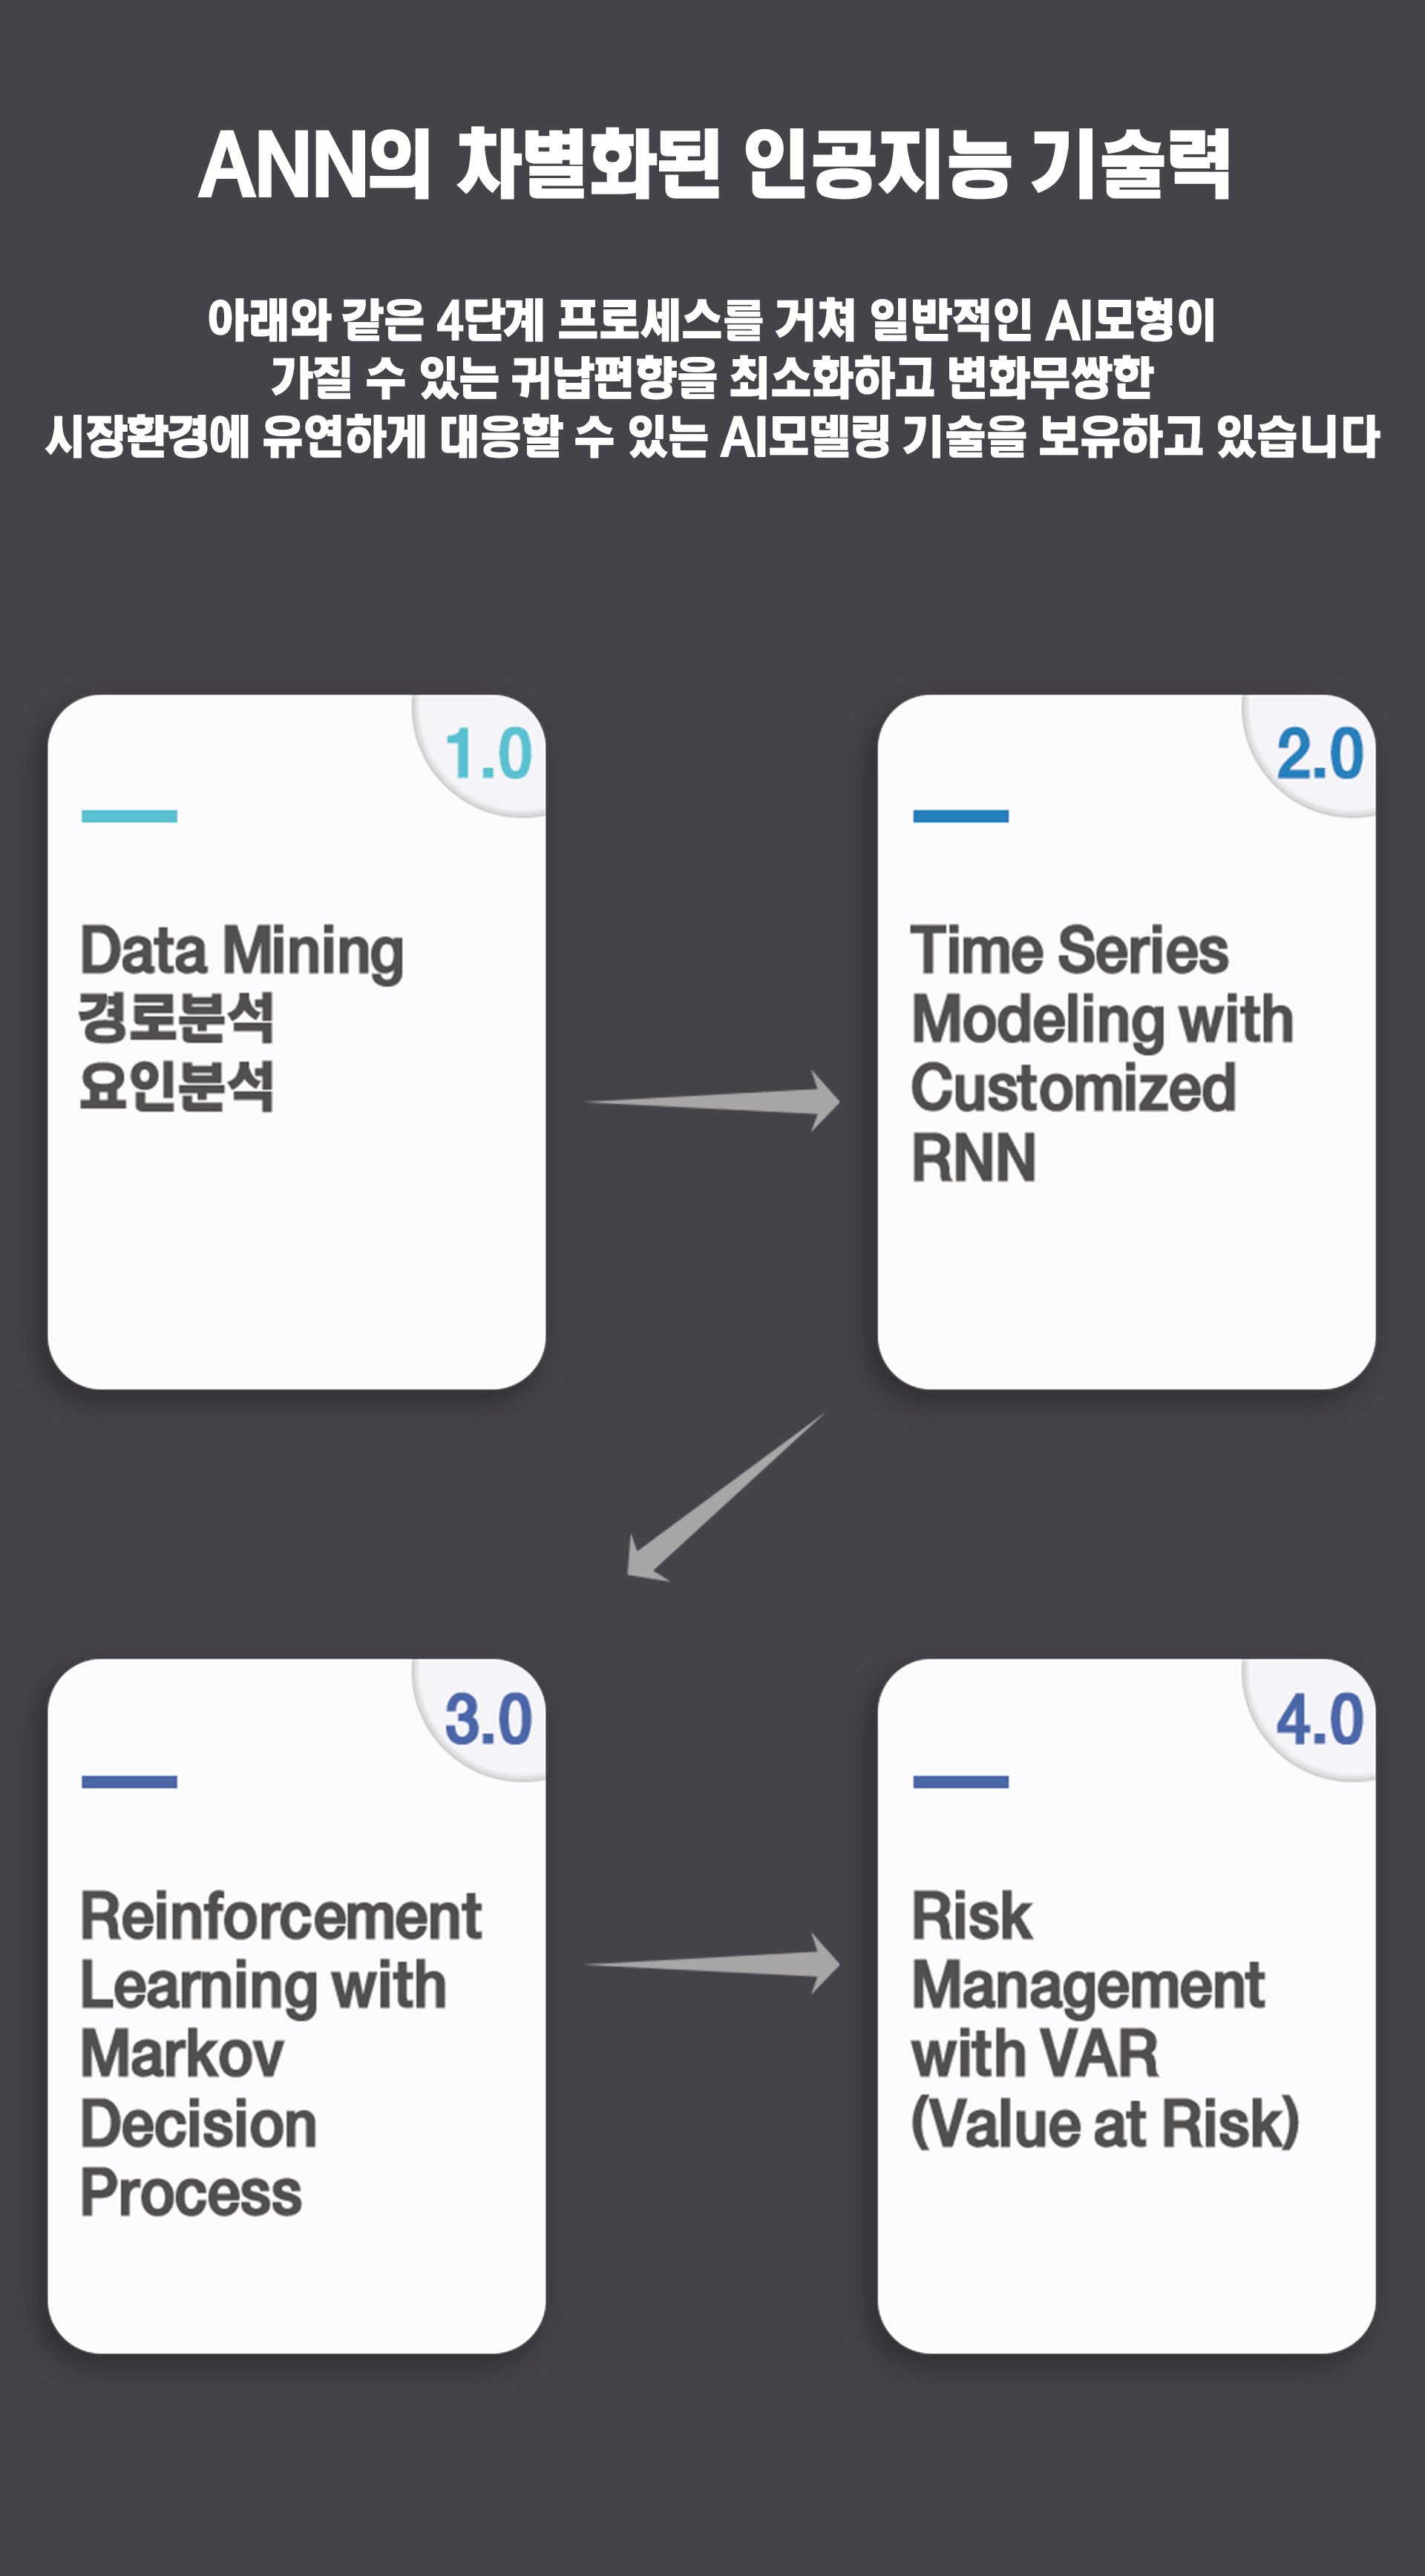 ANN의 차별화된 인공지능 기술력
아래와 같은 4단계 프로세스를 거쳐 일반적인 AI모형이
가질 수 있는 귀납편향을 최소화하고 변화무쌍한
시장환경에 유연하게 대응할 수 있는 AI모델링 기술을 보유하고 있습니다
1.0
Data Mining
경로분석
요인분석
2.0
Time Series
Modeling with
Customized
RNN
3.0
Reinforcement
Learning with
Markov
Decision
Process
4.0
Risk
Management
with VAR
(Value at Risk)